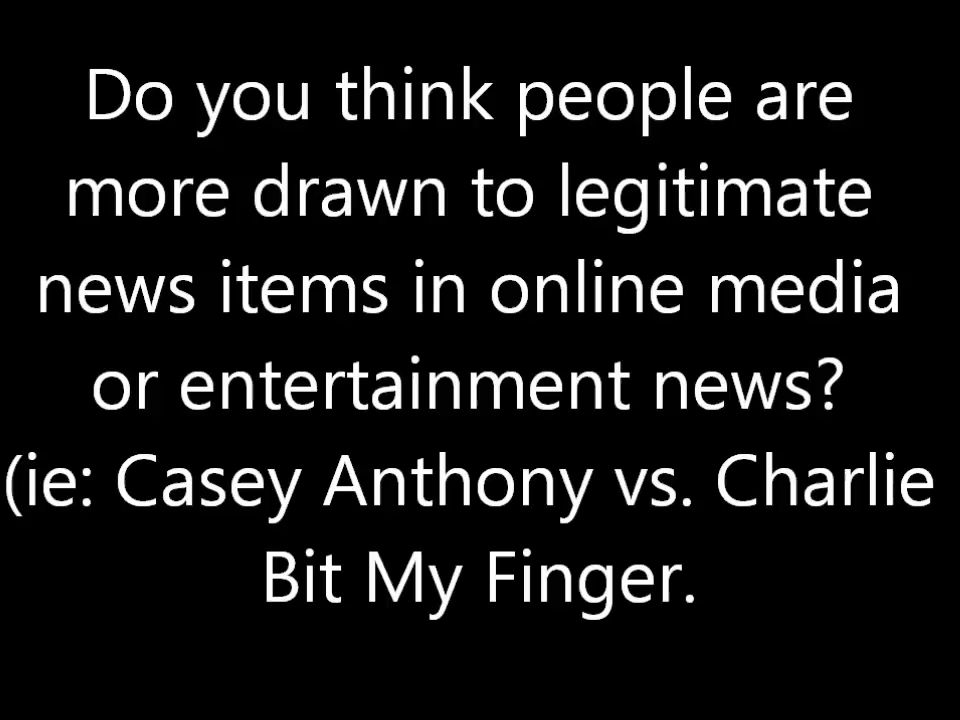 Do you think people are
more drawn to legitimate
news items in online media
or entertainment news?
(ie: Casey Anthony vs. Charlie
Bit My Finger.